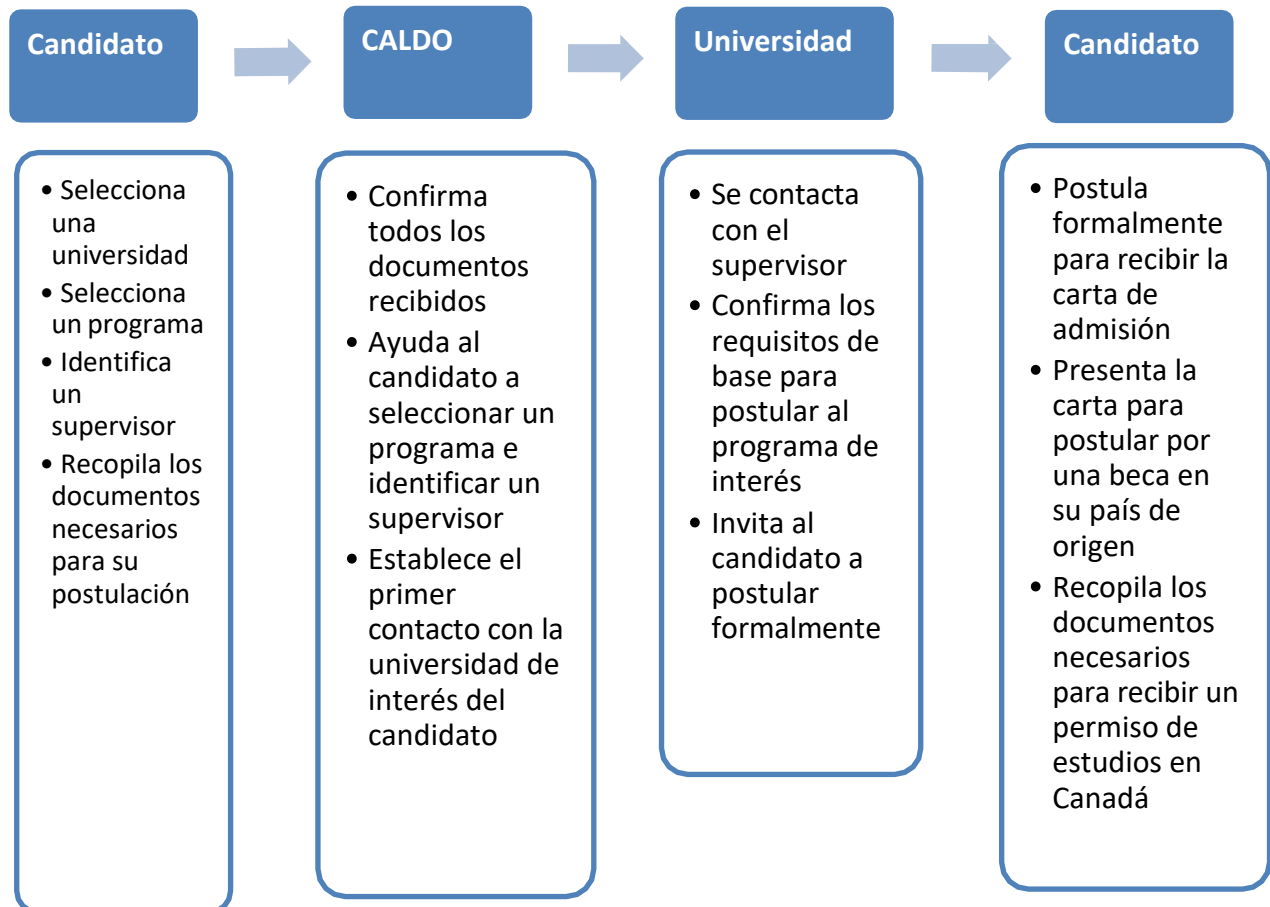 Candidato
CALDO
Universidad
Candidato
• Selecciona
una
universidad
• Selecciona
un programa
• Identifica
un
supervisor
• Recopila los
documentos
necesarios
para su
postulación
• Confirma
todos los
documentos
recibidos
• Ayuda al
candidato a
seleccionar un
programa e
identificar un
supervisor
• Establece el
primer
contacto con la
universidad de
interés del
candidato
• Se contacta
con el
supervisor
• Confirma los
requisitos de
base para
postular al
programa de
interés
• Invita al
candidato a
postular
formalmente
• Postula
formalmente
para recibir la
carta de
admisión
• Presenta la
carta para
postular por
una beca en
su país de
origen
• Recopila los
documentos
necesarios
para recibir un
permiso de
estudios en
Canadá